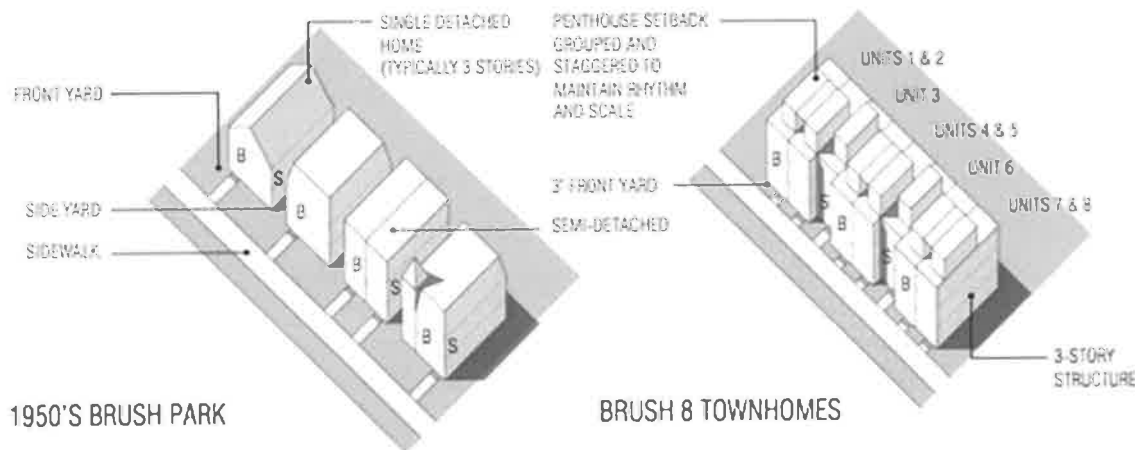 SINGLE DETACHED
HOME
(TYPICALLY 3 STORIES)
FRONT YARD
B
S
SIDE YARD
B
SIDEWALK
SEMI-DETACHED
B
S
B
S
1950'S BRUSH PARK
PENTHOUSE SETBACK
GROUPED AND
STAGGERED TO
MAINTAIN RHYTHM
AND SCALE
UNITS 1 & 2
UNIT 3
UNITS 4 & 5
UNIT 6
UNITS 7 & 8
B
3' FRONT YARD
S
B
S
B
3-STORY
STRUCTURE
BRUSH 8 TOWNHOMES